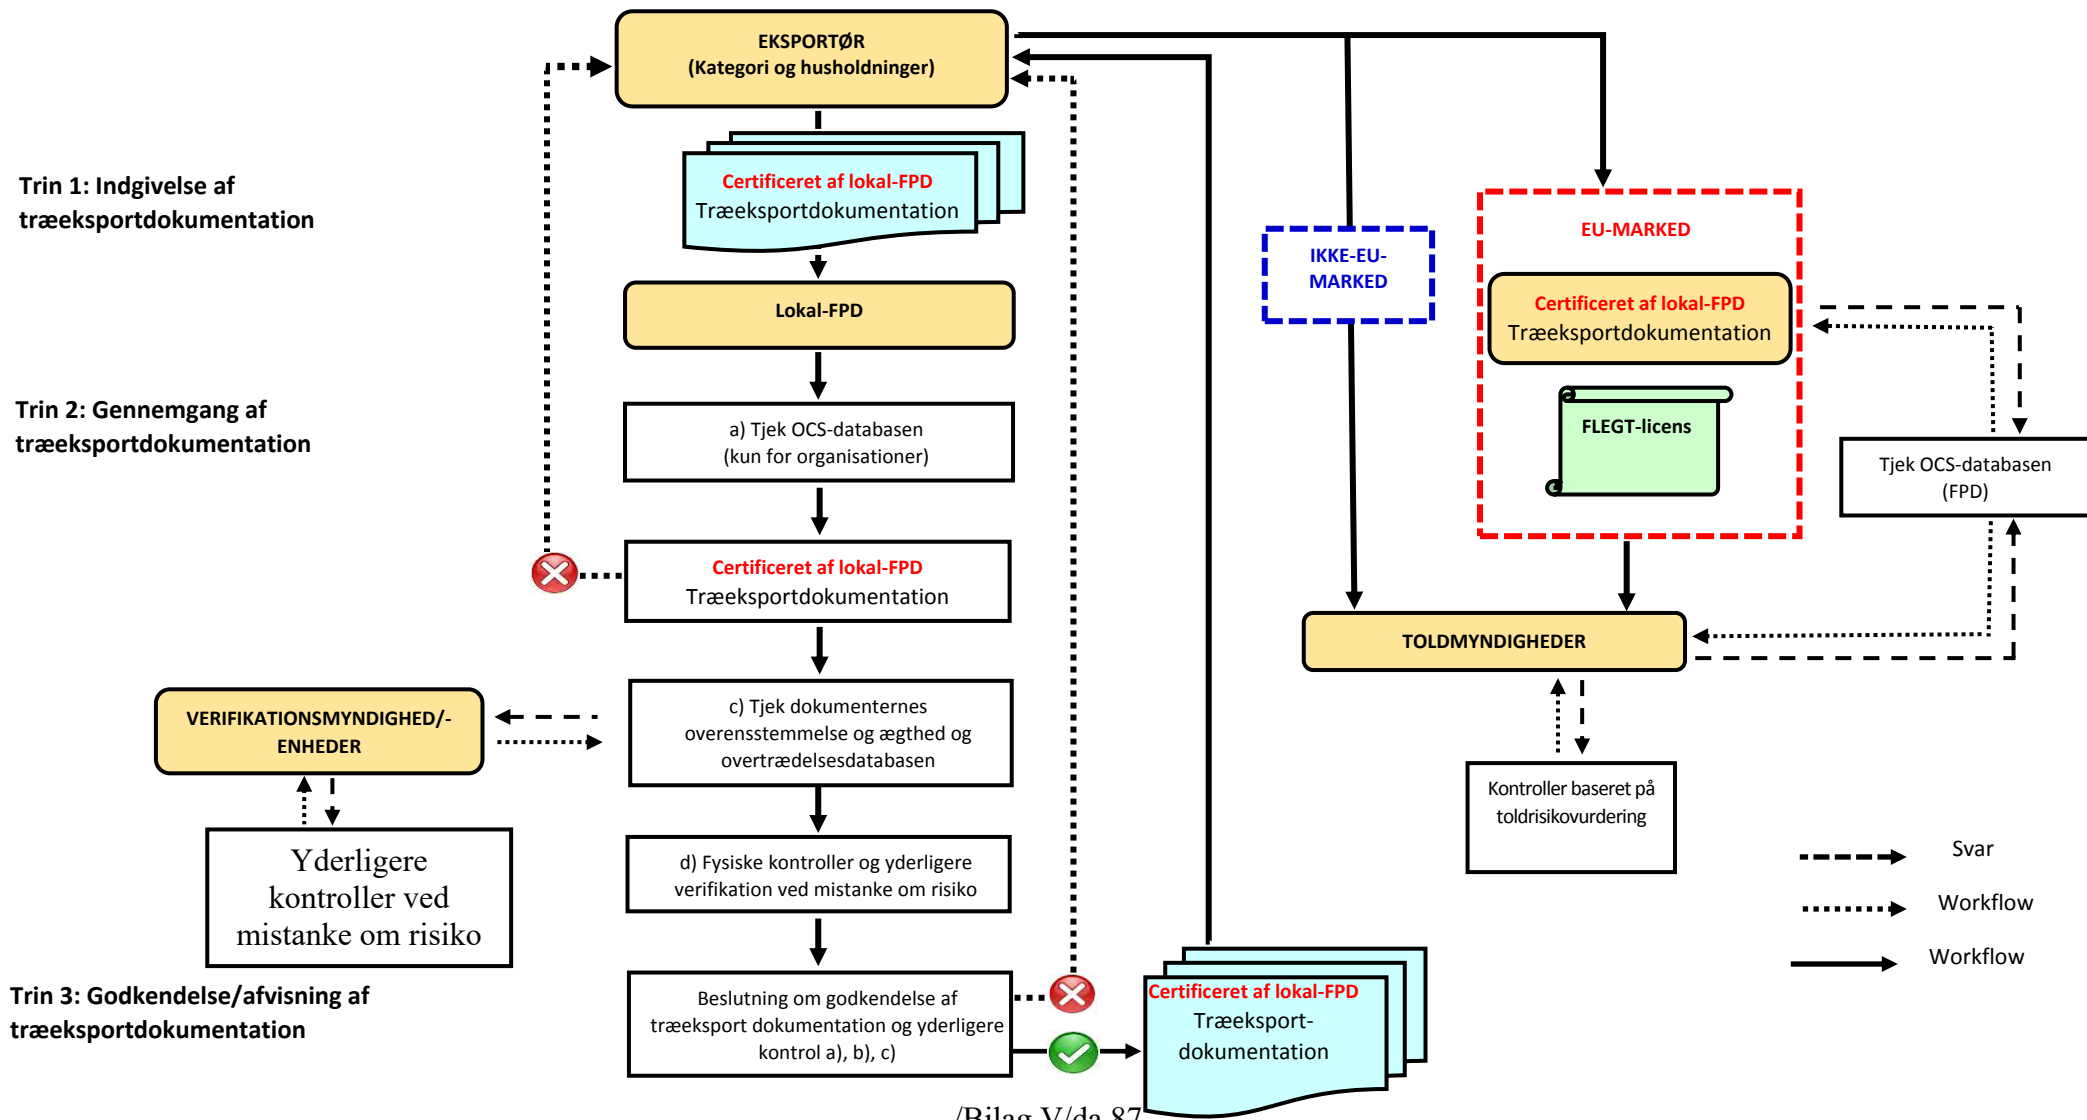 EKSPORTØR
(Kategori og husholdninger)
Trin 1: Indgivelse af
træeksportdokumentation
Certificeret af lokal-FPD
Træeksportdokumentation
Lokal-FPD
IKKE-EU-
MARKED
EU-MARKED
Certificeret af lokal-FPD
Træeksportdokumentation
FLEGT-licens
Tjek OCS-databasen
(FPD)
Trin 2: Gennemgang af
træeksportdokumentation
a) Tjek OCS-databasen
(kun for organisationer)
Certificeret af lokal-FPD
Træeksportdokumentation
TOLDMYNDIGHEDER
VERIFIKATIONSMYNDIGHED/-
ENHEDER
c) Tjek dokumenternes
overensstemmelse og ægthed og
overtrædelsesdatabasen
Kontroller baseret på
toldrisikovurdering
Yderligere
kontroller ved
mistanke om risiko
d) Fysiske kontroller og yderligere
verifikation ved mistanke om risiko
Svar
Workflow
Workflow
Trin 3: Godkendelse/afvisning af
træeksportdokumentation
Beslutning om godkendelse af
træeksport dokumentation og yderligere
kontrol a), b), c)
Certificeret af lokal-FPD
Træeksport-
dokumentation
/Bilag V/da 87